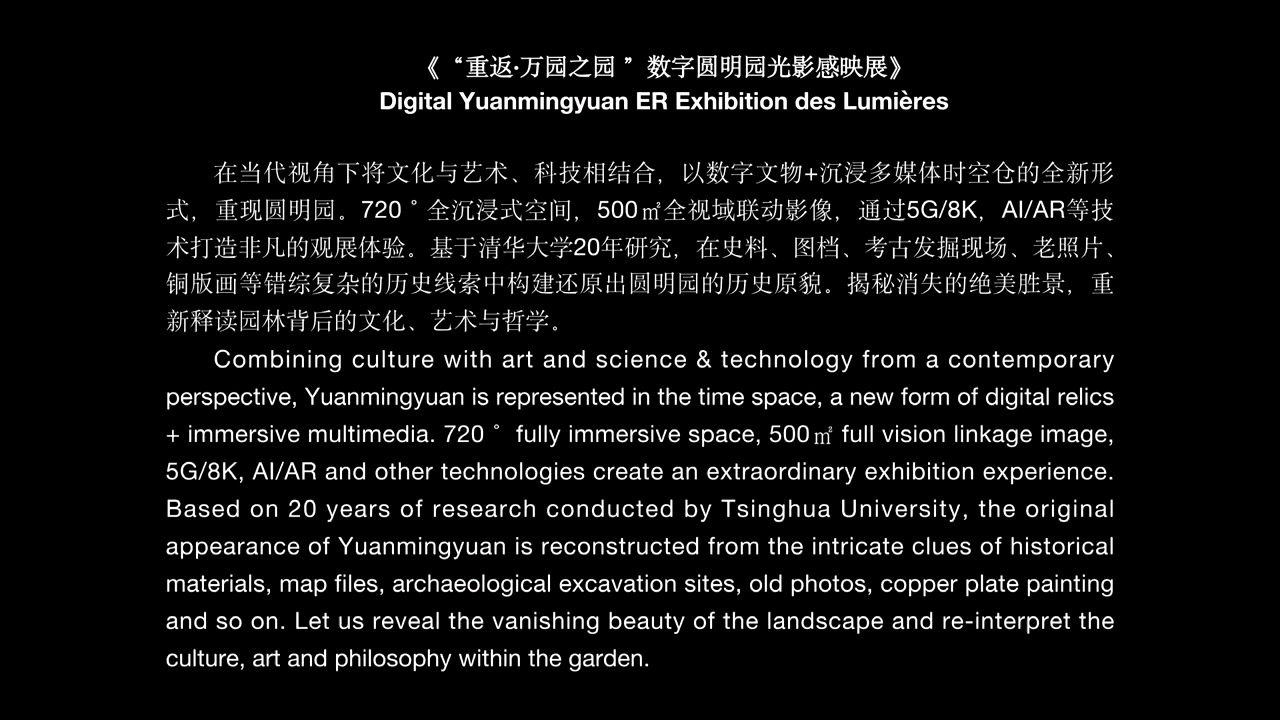 《“重返·万园之园 ”数字圆明园光影感映展》
Digital Yuanmingyuan ER Exhibition des Lumières
在当代视角下将文化与艺术、科技相结合，以数字文物+沉浸多媒体时空仓的全新形
式，重现圆明园。720 ° 全沉浸式空间，500㎡全视域联动影像，通过5G/8K，AI/AR等技
术打造非凡的观展体验。基于清华大学20年研究，在史料、图档、考古发掘现场、老照片、
铜版画等错综复杂的历史线索中构建还原出圆明园的历史原貌。揭秘消失的绝美胜景，重
新释读园林背后的文化、艺术与哲学。
Combining culture with art and science & technology from a contemporary
perspective, Yuanmingyuan is represented in the time space, a new form of digital relics
+ immersive multimedia. 720 ° fully immersive space, 500㎡ full vision linkage image,
5G/8K, AI/AR and other technologies create an extraordinary exhibition experience.
Based on 20 years of research conducted by Tsinghua University, the original
appearance of Yuanmingyuan is reconstructed from the intricate clues of historical
materials, map files, archaeological excavation sites, old photos, copper plate painting
and so on. Let us reveal the vanishing beauty of the landscape and re-interpret the
culture, art and philosophy within the garden.